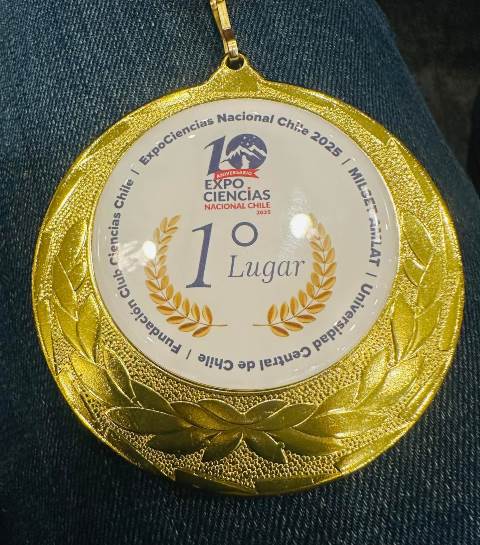 ExpoCiencias Nacional Chile 2025 | MILSET AMLAT | Universidad Central de Chile | Fundación Club Ciencias Chile |
10
ANIVERSARIO
EXPO
CIENCIAS
NACIONAL CHILE
2025
1° Lugar